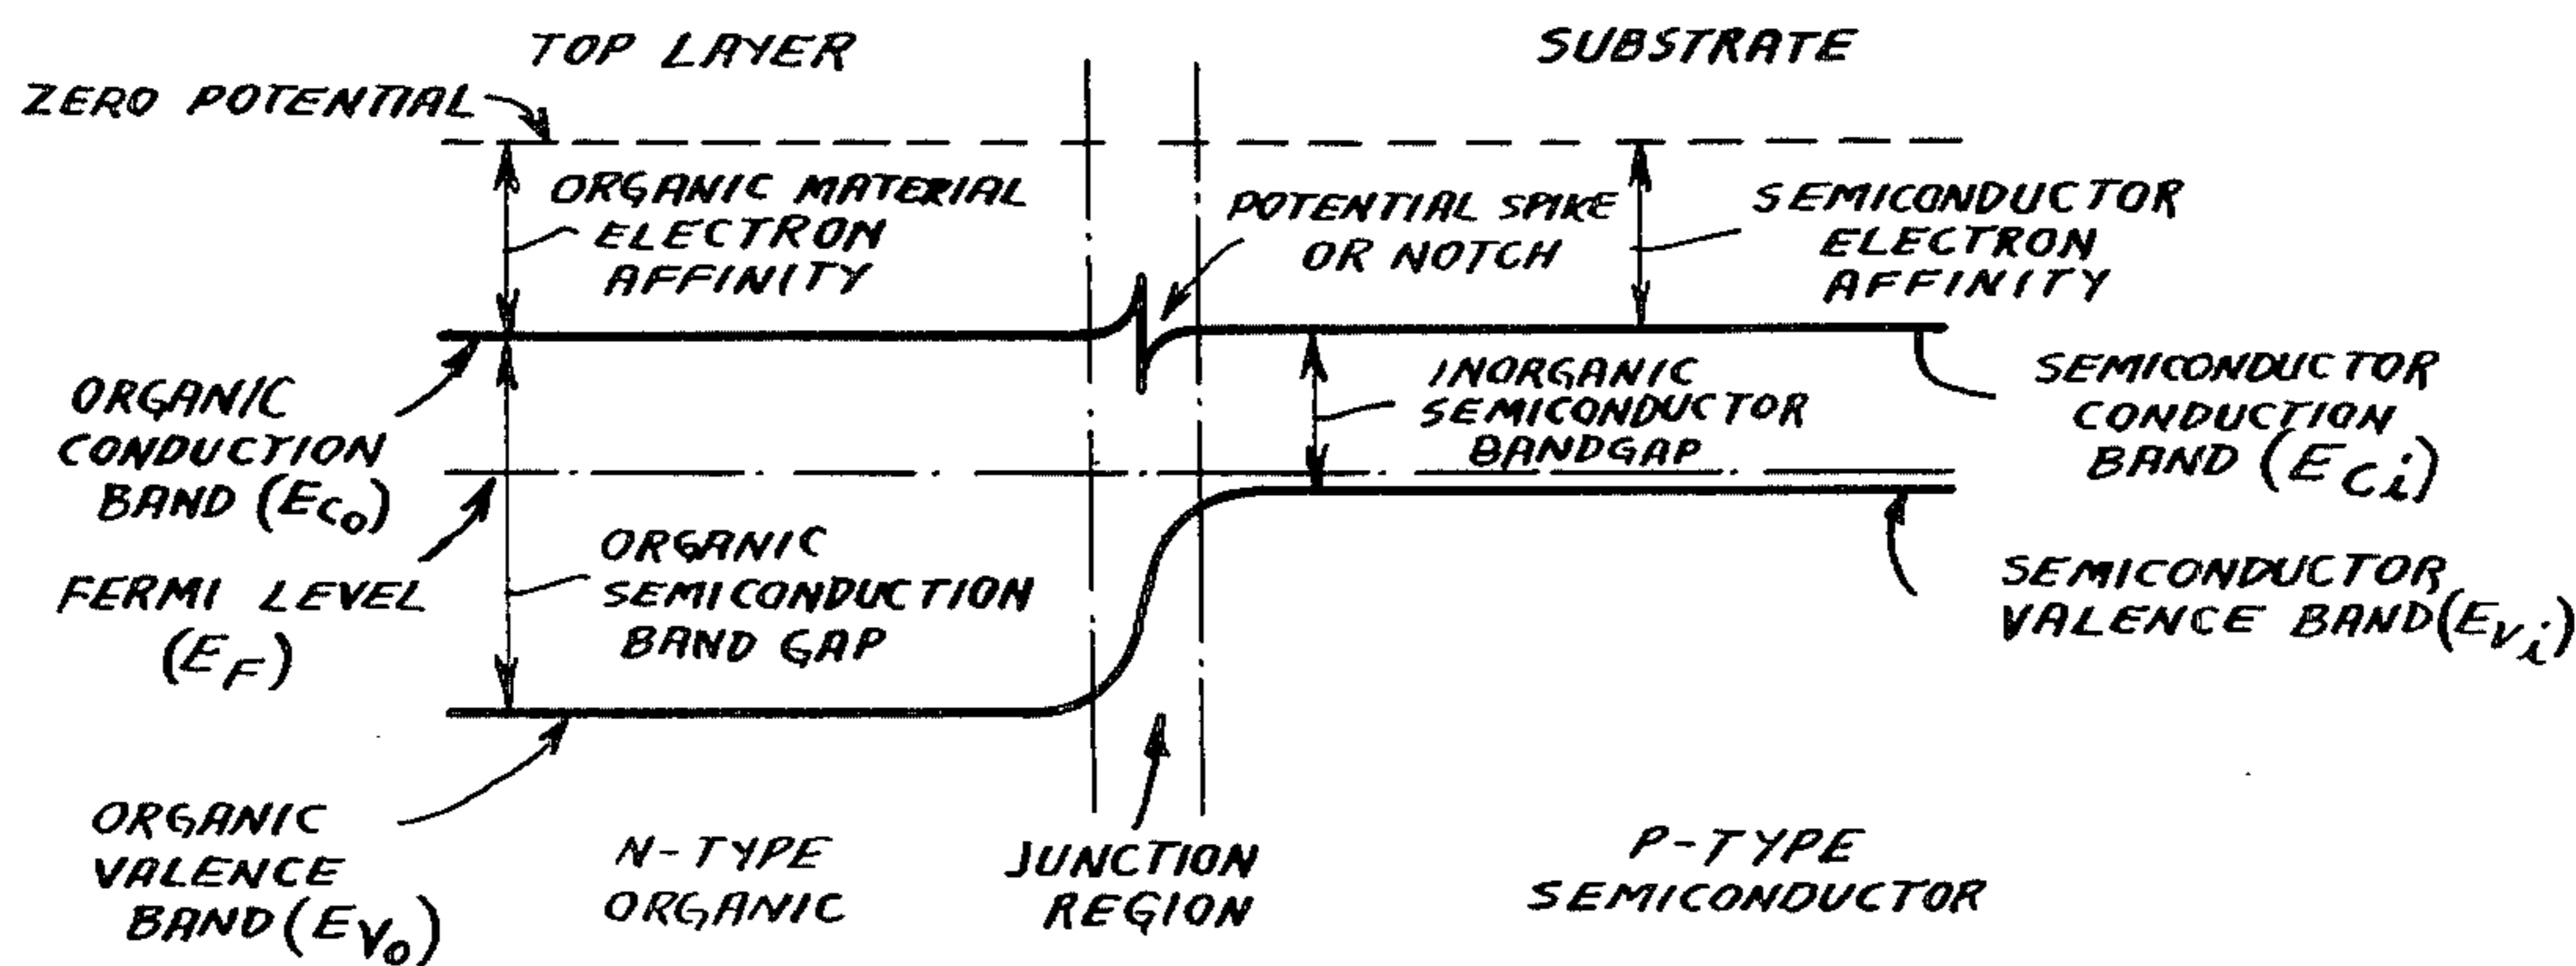 TOP LAYER
SUBSTRATE
ZERO POTENTIAL
ORGANIC MATERIAL
ELECTRON
AFFINITY
POTENTIAL SPIKE
OR NOTCH
SEMICONDUCTOR
ELECTRON
AFFINITY
ORGANIC
CONDUCTION
BAND (Eco)
INORGANIC
SEMICONDUCTOR
BANDGAP
SEMICONDUCTOR
CONDUCTION
BAND (Eci)
FERMI LEVEL
(EF)
ORGANIC
SEMICONDUCTION
BAND GAP
SEMICONDUCTOR
VALENCE BAND (Evi)
ORGANIC
VALENCE
BAND (Evo)
N-TYPE
ORGANIC
JUNCTION
REGION
P-TYPE
SEMICONDUCTOR